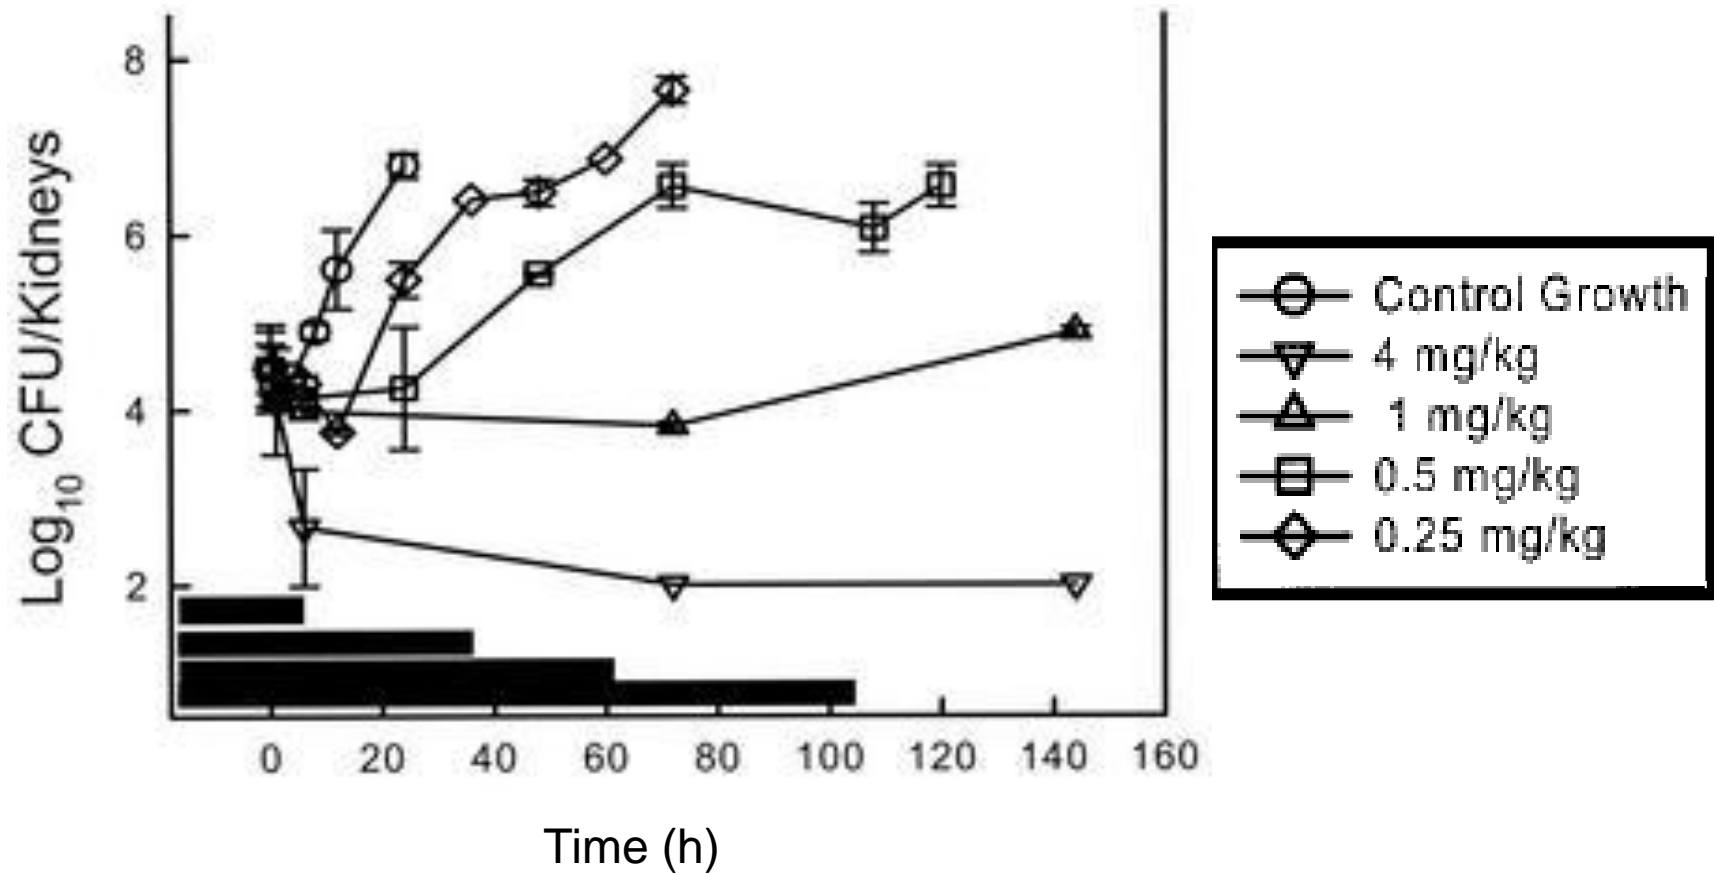 Log10 CFU/Kidneys
8
6
4
2
0 20 40 60 80 100 120 140 160
Time (h)
Control Growth
4 mg/kg
1 mg/kg
0.5 mg/kg
0.25 mg/kg